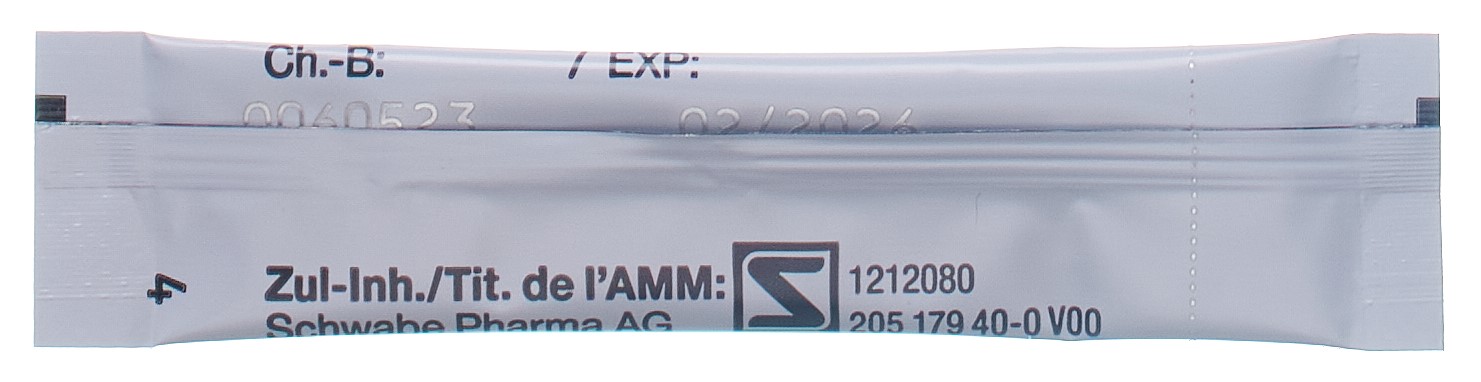 Ch.-B: / EXP:
0060523 02/2026
4
Zul-Inh./Tit. de l’AMM: 1212080
Schwabe Pharma AG 205 179 40-0 V00